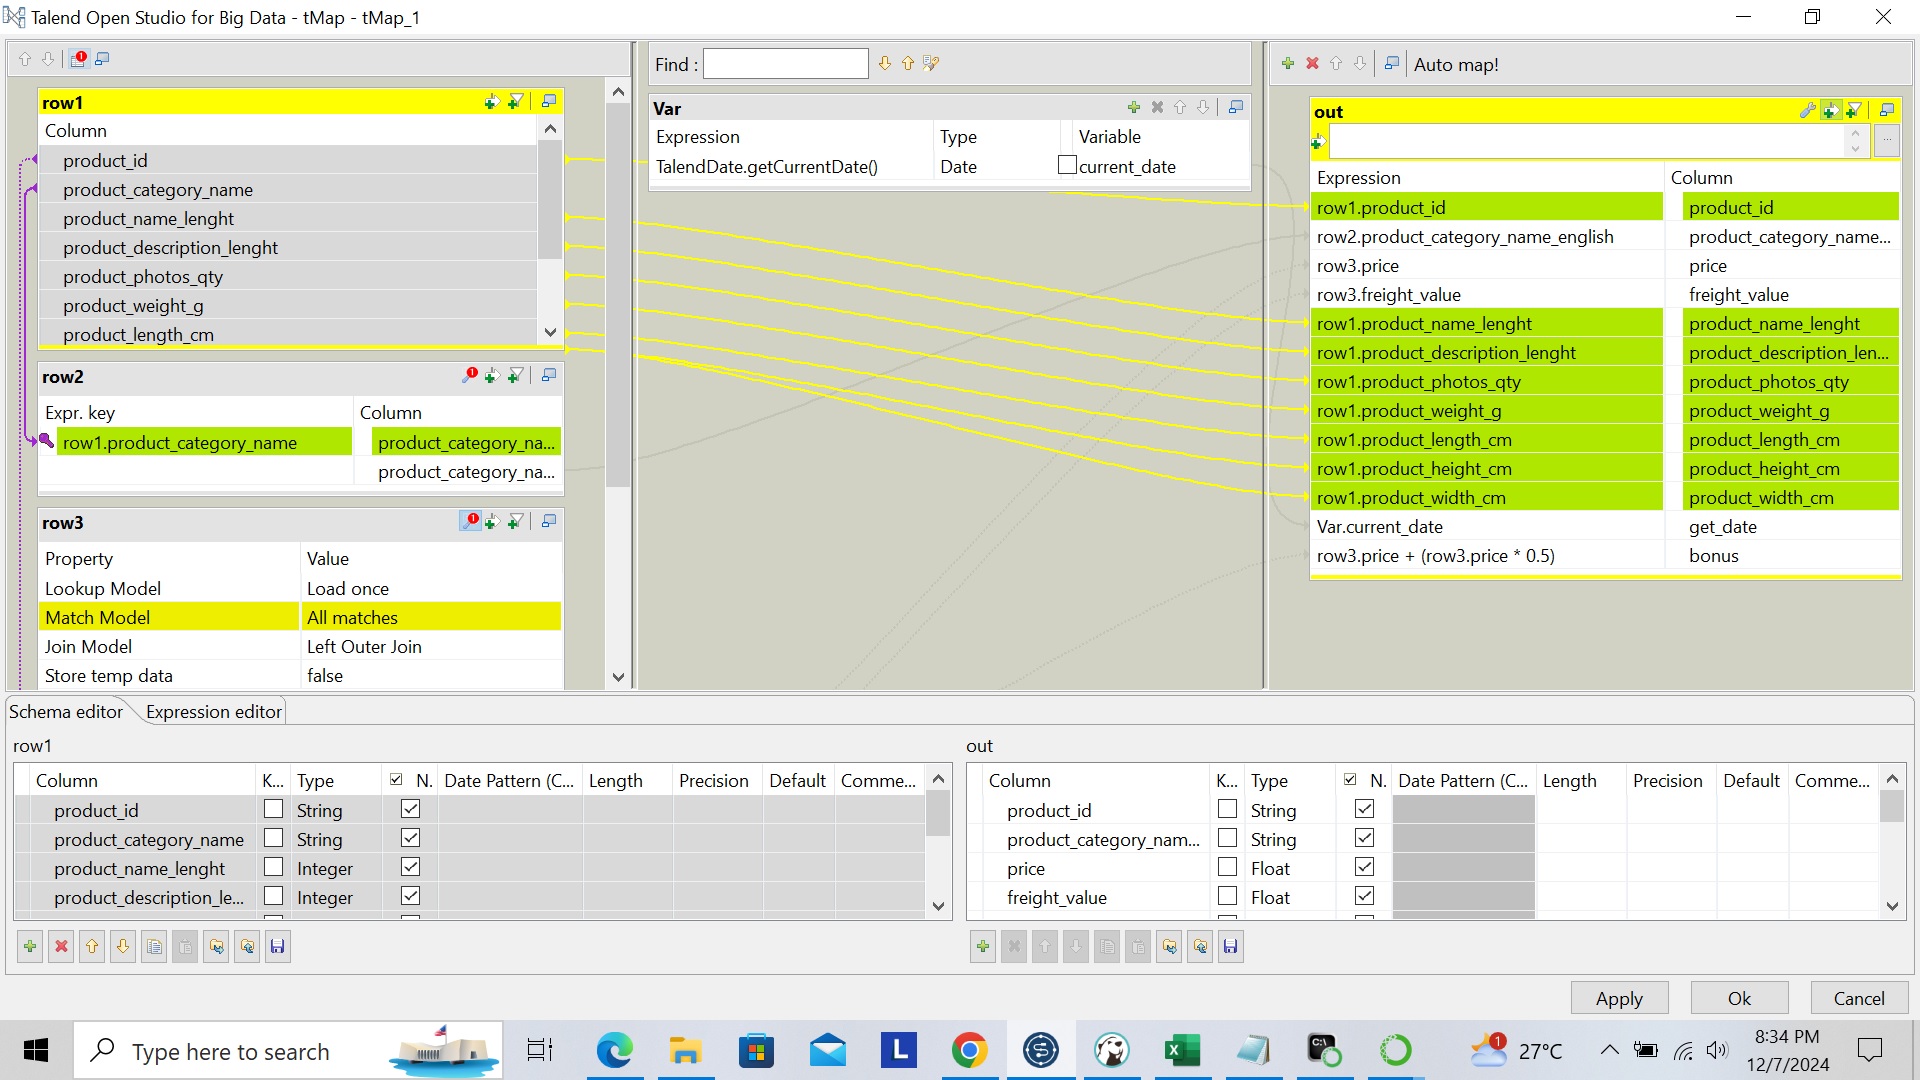 Talend Open Studio for Big Data - tMap - tMap_1
row1
Column
product_id
product_category_name
product_name_lenght
product_description_lenght
product_photos_qty
product_weight_g
product_length_cm
row2
Expr. key Column
row1.product_category_name product_category_na...
product_category_na...
row3
Property Value
Lookup Model Load once
Match Model All matches
Join Model Left Outer Join
Store temp data false
Find :
Var
Expression Type Variable
TalendDate.getCurrentDate() Date current_date
Auto map!
out
...
Expression Column
row1.product_id product_id
row2.product_category_name_english product_category_name...
row3.price price
row3.freight_value freight_value
row1.product_name_lenght product_name_lenght
row1.product_description_lenght product_description_len...
row1.product_photos_qty product_photos_qty
row1.product_weight_g product_weight_g
row1.product_length_cm product_length_cm
row1.product_height_cm product_height_cm
row1.product_width_cm product_width_cm
Var.current_date get_date
row3.price + (row3.price * 0.5) bonus
Schema editor Expression editor
row1
Column K... Type N. Date Pattern (C... Length Precision Default Comme...
product_id String
product_category_name String
product_name_lenght Integer
product_description_le... Integer
out
Column K... Type N. Date Pattern (C... Length Precision Default Comme...
product_id String
product_category_nam... String
price Float
freight_value Float
Apply Ok Cancel
Type here to search
L
C:\
1
27°C
8:34 PM
12/7/2024